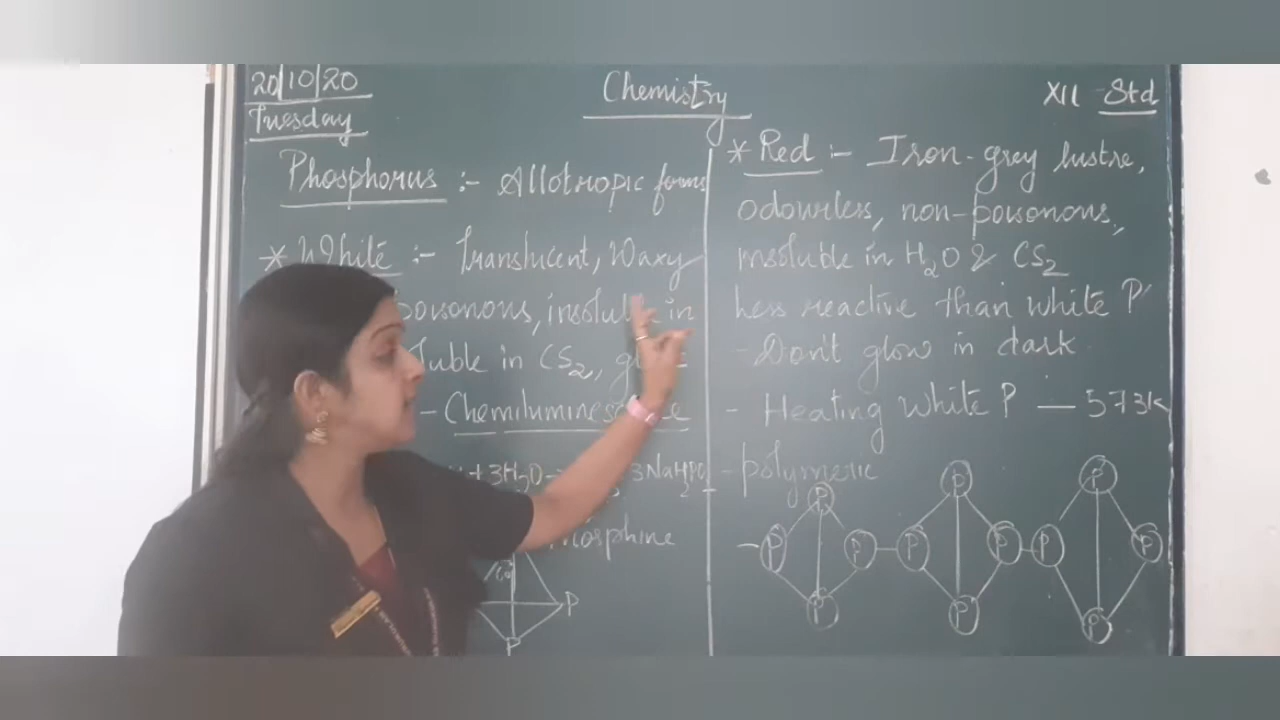 20/10/20
Tuesday
Chemistry
XII Std
Phosphorus :- Allotropic forms
* White :- Translucent, Waxy
poisonous, insoluble in
luble in CS2,
- Chemiluminescence
+ 3H2O 3NaH2PO2
phosphine
60
P
P
* Red :- Iron-grey lustre,
odourless, non-poisonous,
insoluble in H2O & CS2
Less reactive than white P
- Don't glow in dark
- Heating white P — 573K
- polymeric
P P P
P P P P P P
P P P